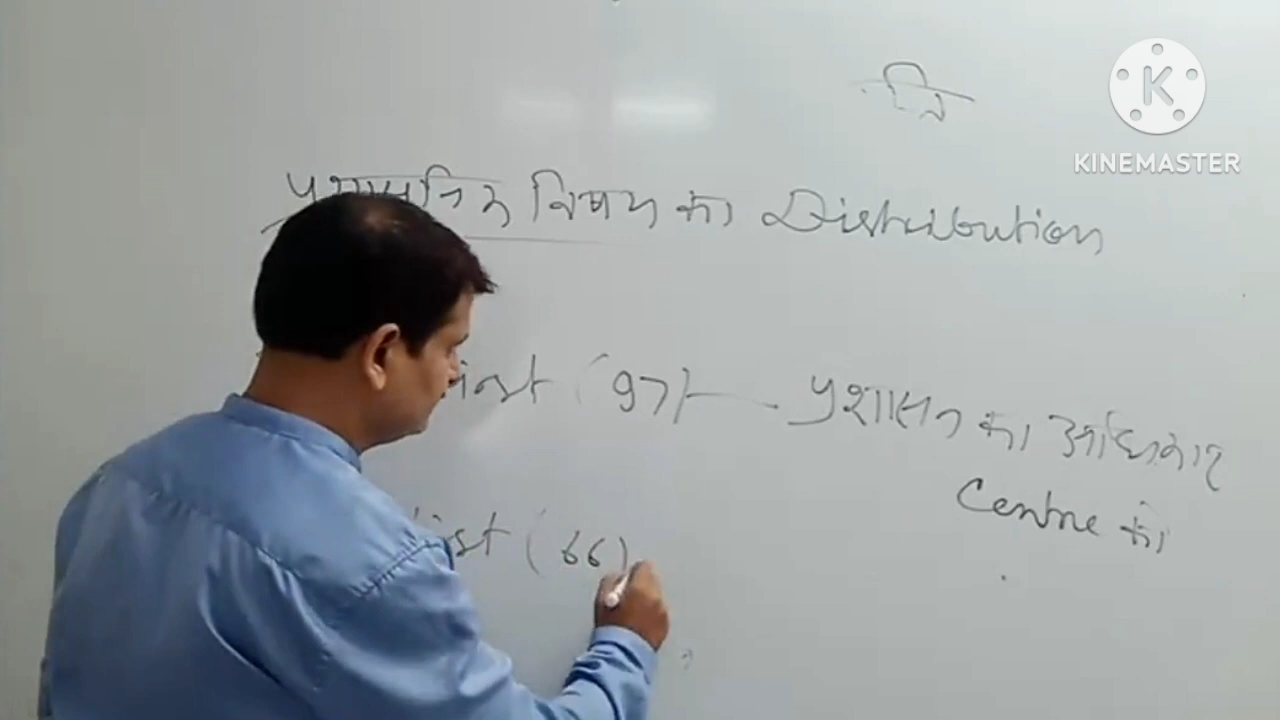 K
KINEMASTER
त्रि
प्रशासनिक विषय का Distribution
List (97) — प्रशासन का अधिकार
Centre को
List (66)